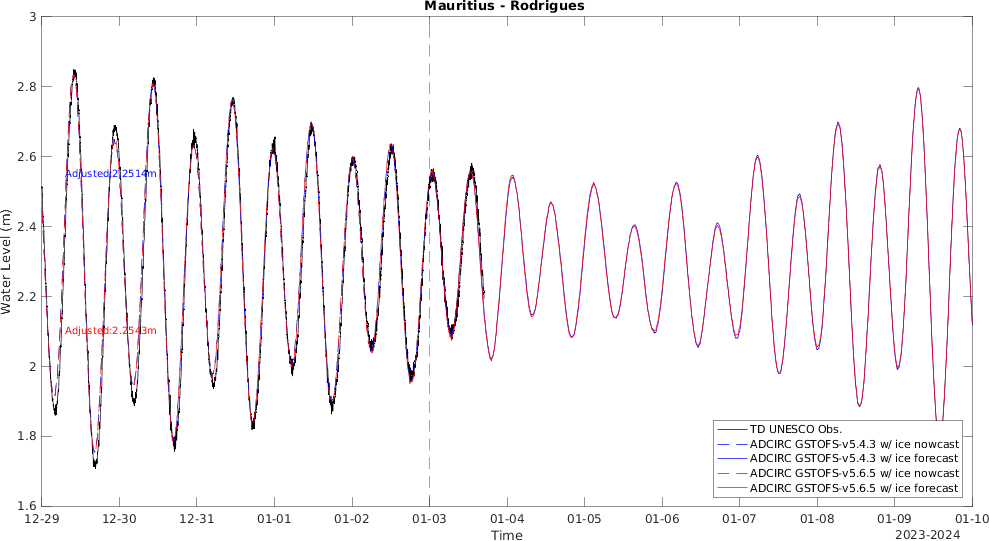 Mauritius - Rodrigues
3
2.8
2.6
2.4
2.2
2
1.8
1.6
Water Level (m)
Adjusted:2.2514m
Adjusted:2.2543m
TD UNESCO Obs.
ADCIRC GSTOFS-v5.4.3 w/ ice nowcast
ADCIRC GSTOFS-v5.4.3 w/ ice forecast
ADCIRC GSTOFS-v5.6.5 w/ ice nowcast
ADCIRC GSTOFS-v5.6.5 w/ ice forecast
12-29 12-30 12-31 01-01 01-02 01-03 01-04 01-05 01-06 01-07 01-08 01-09 01-10
Time
2023-2024